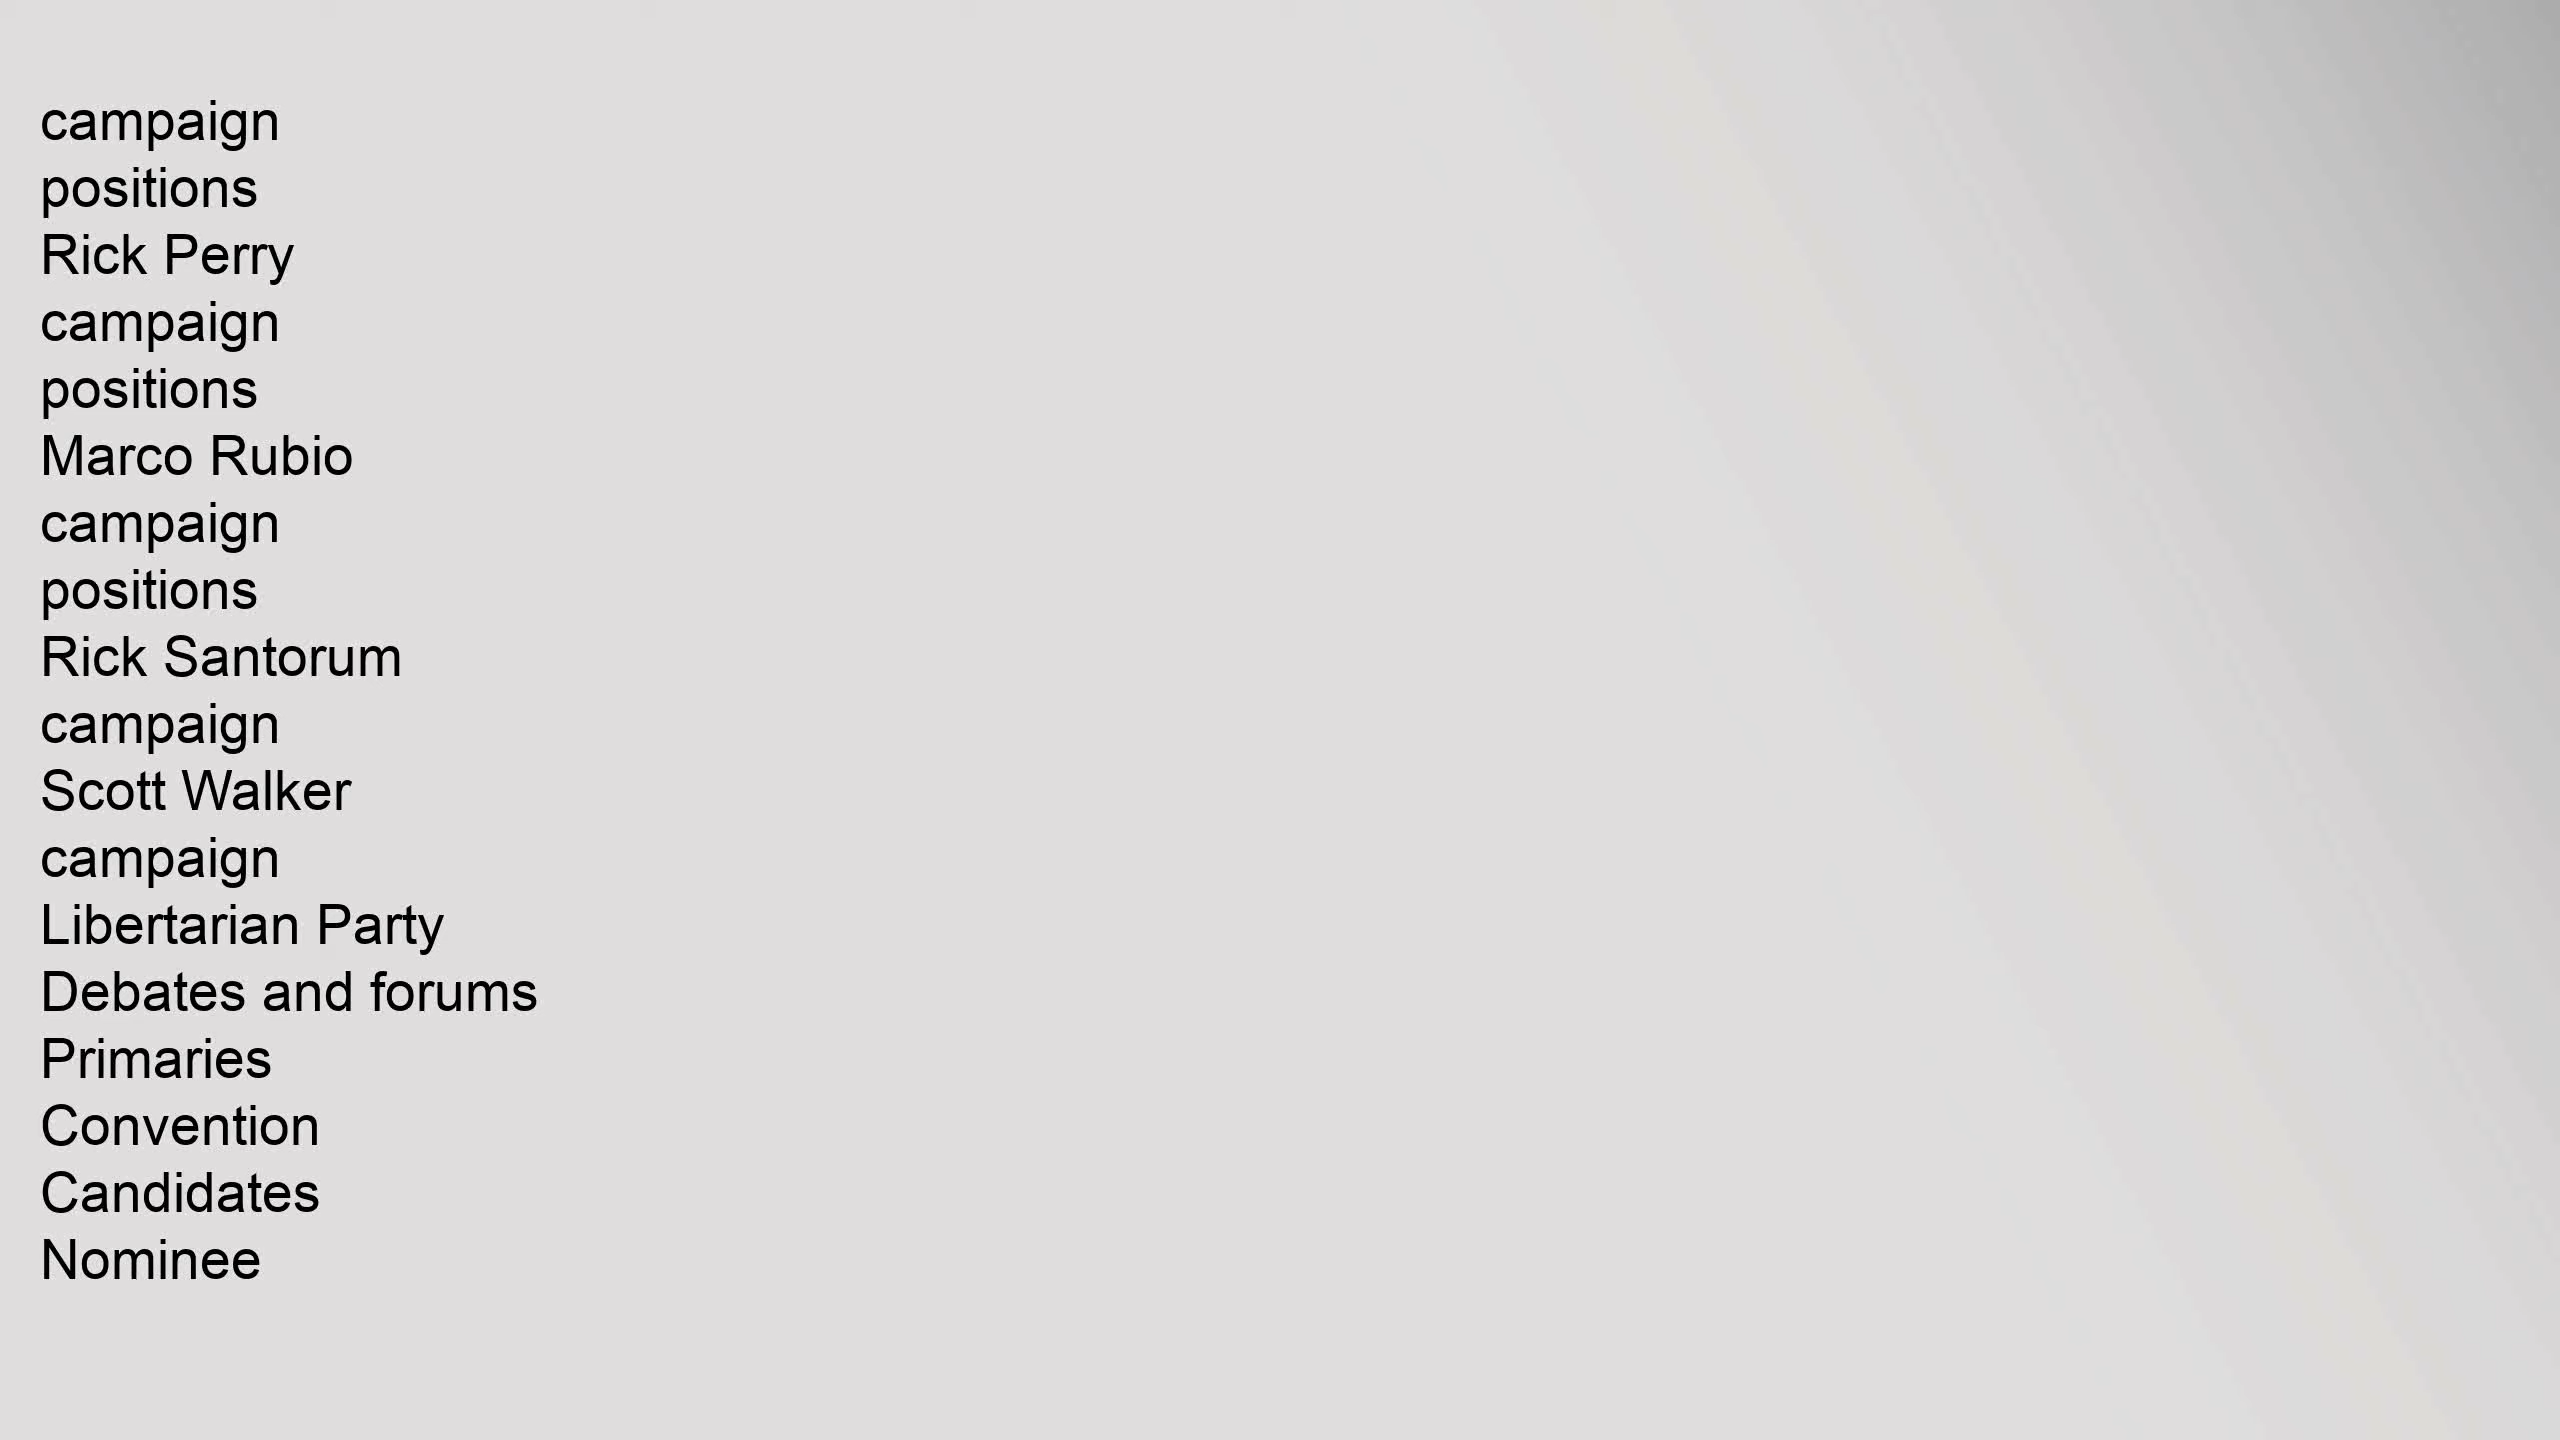 campaign
positions
Rick Perry
campaign
positions
Marco Rubio
campaign
positions
Rick Santorum
campaign
Scott Walker
campaign
Libertarian Party
Debates and forums
Primaries
Convention
Candidates
Nominee